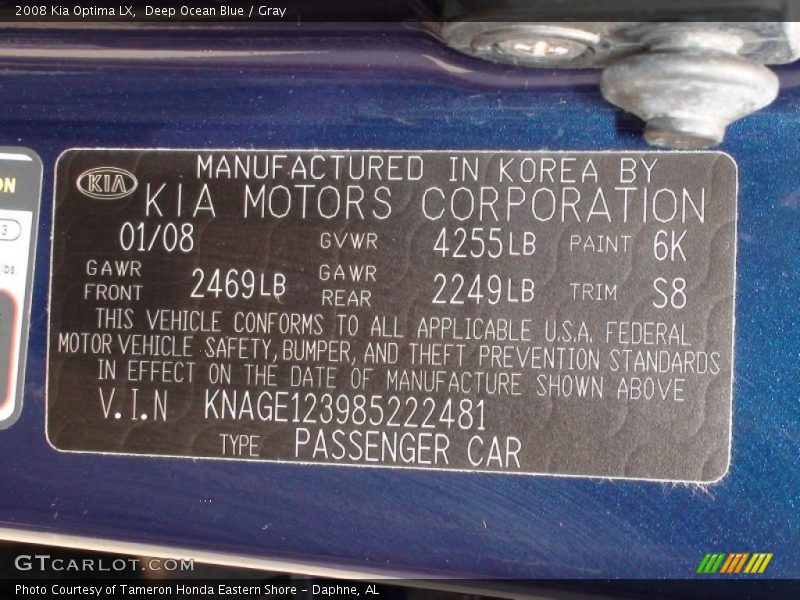 2008 Kia Optima LX, Deep Ocean Blue / Gray
ON
3
lbs.
KIA
MANUFACTURED IN KOREA BY
KIA MOTORS CORPORATION
01/08 GVWR 4255LB PAINT 6K
GAWR FRONT 2469LB GAWR REAR 2249LB TRIM S8
THIS VEHICLE CONFORMS TO ALL APPLICABLE U.S.A. FEDERAL
MOTOR VEHICLE SAFETY, BUMPER, AND THEFT PREVENTION STANDARDS
IN EFFECT ON THE DATE OF MANUFACTURE SHOWN ABOVE
V.I.N KNAGE123985222481
TYPE PASSENGER CAR
GTCARLOT.COM
Photo Courtesy of Tameron Honda Eastern Shore - Daphne, AL